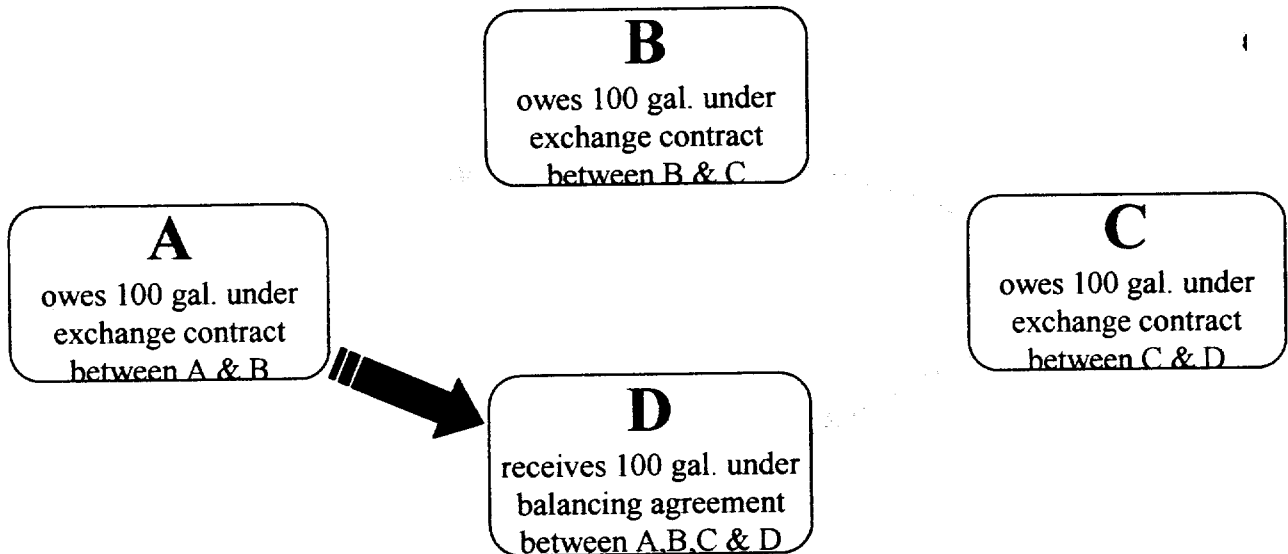 B
owes 100 gal. under
exchange contract
between B & C
A
owes 100 gal. under
exchange contract
between A & B
C
owes 100 gal. under
exchange contract
between C & D
D
receives 100 gal. under
balancing agreement
between A,B,C & D